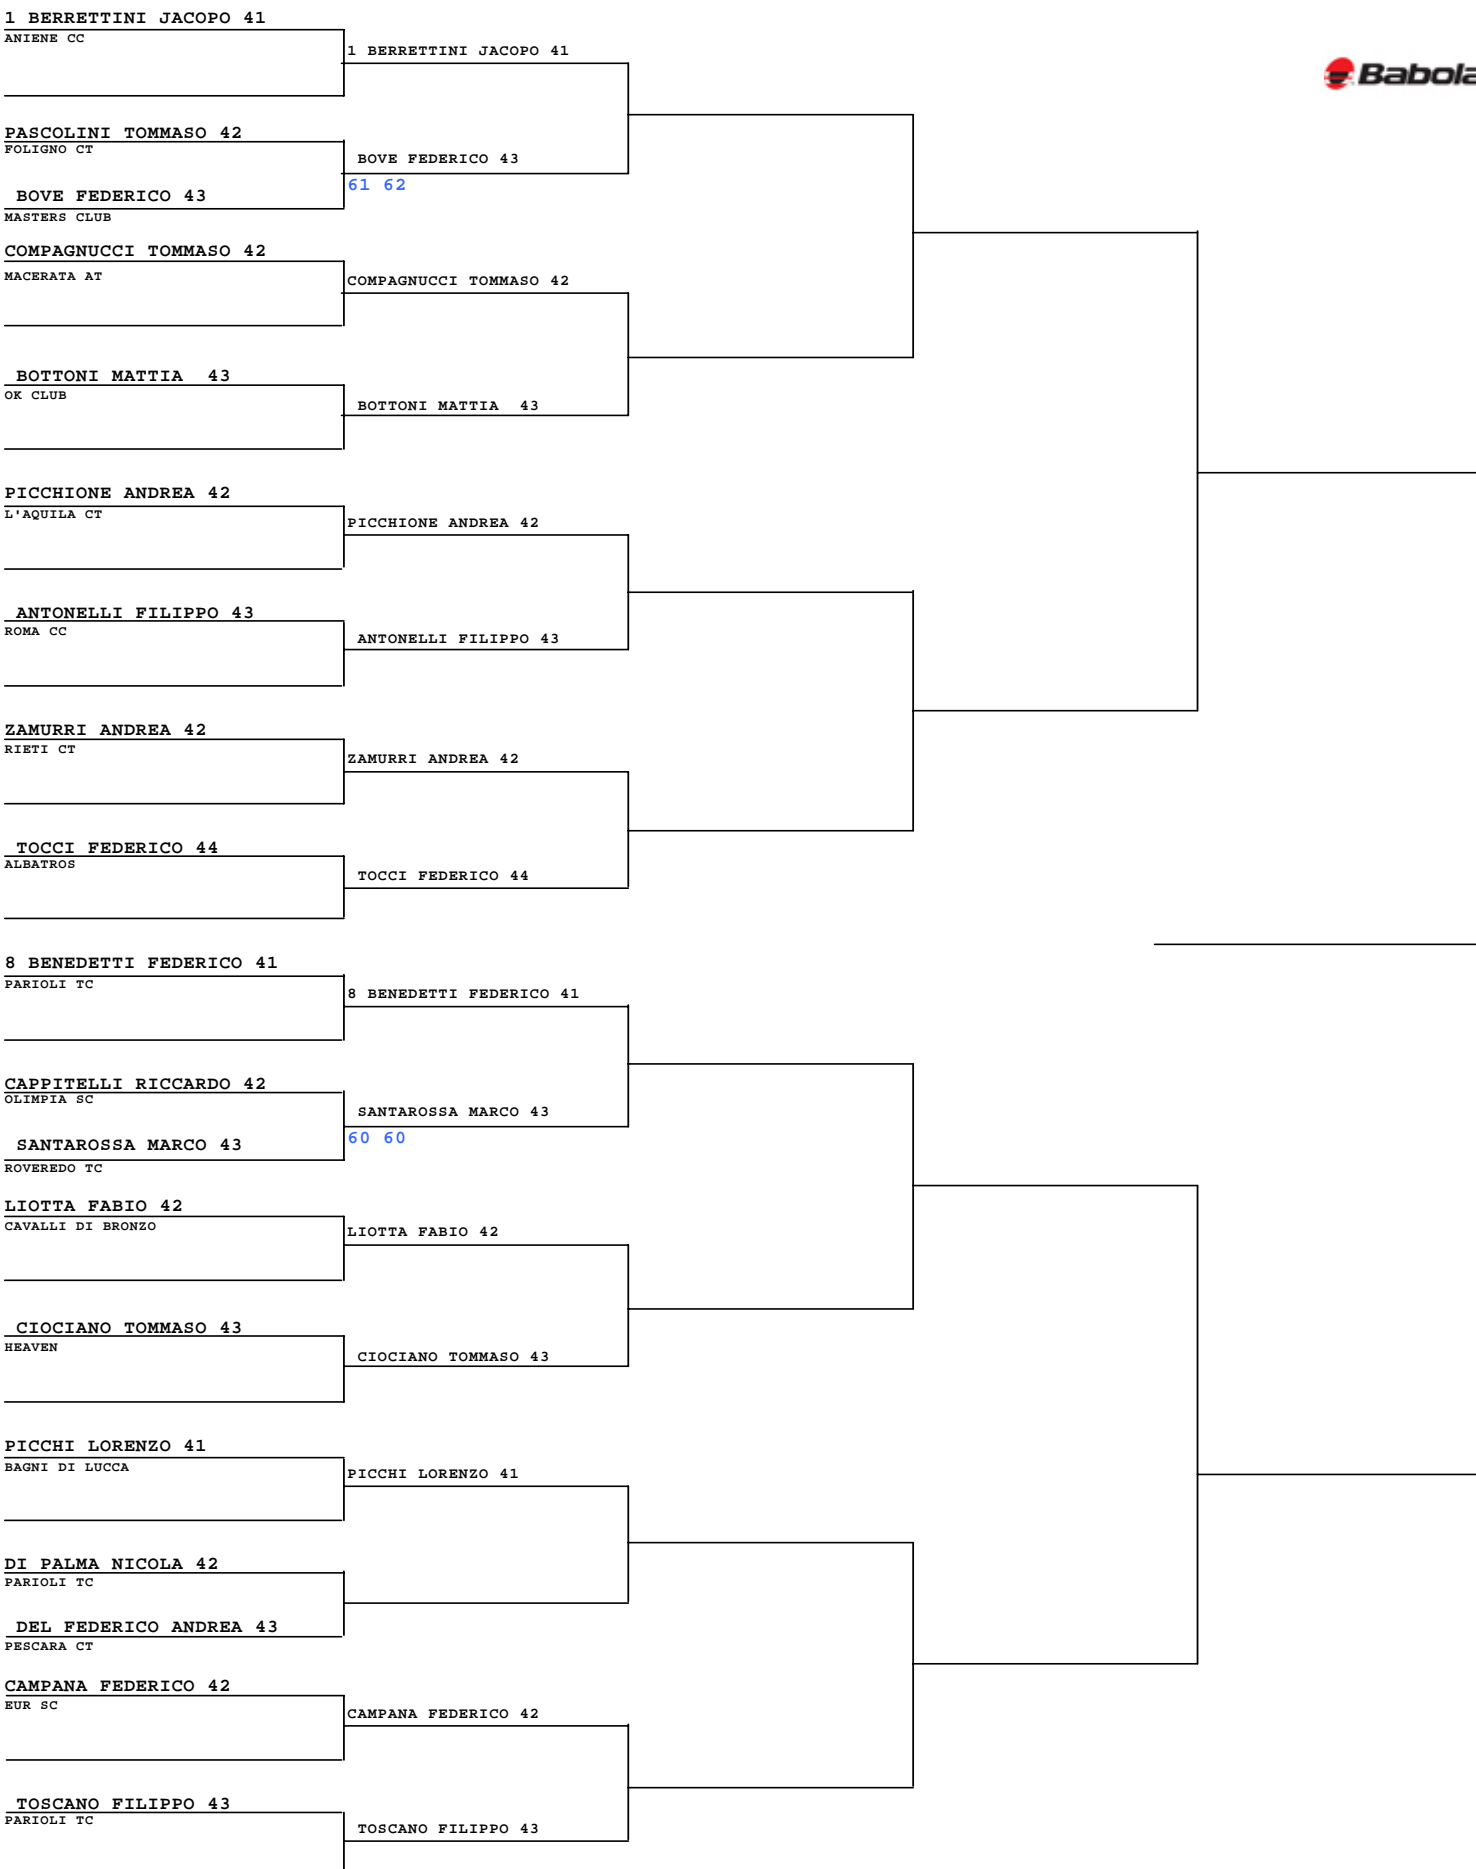 1 BERRETTINI JACOPO 41
ANIENE CC
1 BERRETTINI JACOPO 41
Babola
PASCOLINI TOMMASO 42
FOLIGNO CT
BOVE FEDERICO 43
61 62
BOVE FEDERICO 43
MASTERS CLUB
COMPAGNUCCI TOMMASO 42
MACERATA AT
COMPAGNUCCI TOMMASO 42
BOTTONI MATTIA 43
OK CLUB
BOTTONI MATTIA 43
PICCHIONE ANDREA 42
L'AQUILA CT
PICCHIONE ANDREA 42
ANTONELLI FILIPPO 43
ROMA CC
ANTONELLI FILIPPO 43
ZAMURRI ANDREA 42
RIETI CT
ZAMURRI ANDREA 42
TOCCI FEDERICO 44
ALBATROS
TOCCI FEDERICO 44
8 BENEDETTI FEDERICO 41
PARIOLI TC
8 BENEDETTI FEDERICO 41
CAPPITELLI RICCARDO 42
OLIMPIA SC
SANTAROSSA MARCO 43
60 60
SANTAROSSA MARCO 43
ROVEREDO TC
LIOTTA FABIO 42
CAVALLI DI BRONZO
LIOTTA FABIO 42
CIOCIANO TOMMASO 43
HEAVEN
CIOCIANO TOMMASO 43
PICCHI LORENZO 41
BAGNI DI LUCCA
PICCHI LORENZO 41
DI PALMA NICOLA 42
PARIOLI TC
DEL FEDERICO ANDREA 43
PESCARA CT
CAMPANA FEDERICO 42
EUR SC
CAMPANA FEDERICO 42
TOSCANO FILIPPO 43
PARIOLI TC
TOSCANO FILIPPO 43